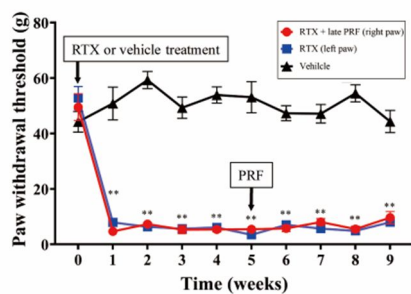 Paw withdrawal threshold (g)
80
60
40
20
0
RTX or vehicle treatment
RTX + late PRF (right paw)
RTX (left paw)
Vehilcle
PRF
** ** ** ** ** ** ** ** **
0 1 2 3 4 5 6 7 8 9
Time (weeks)